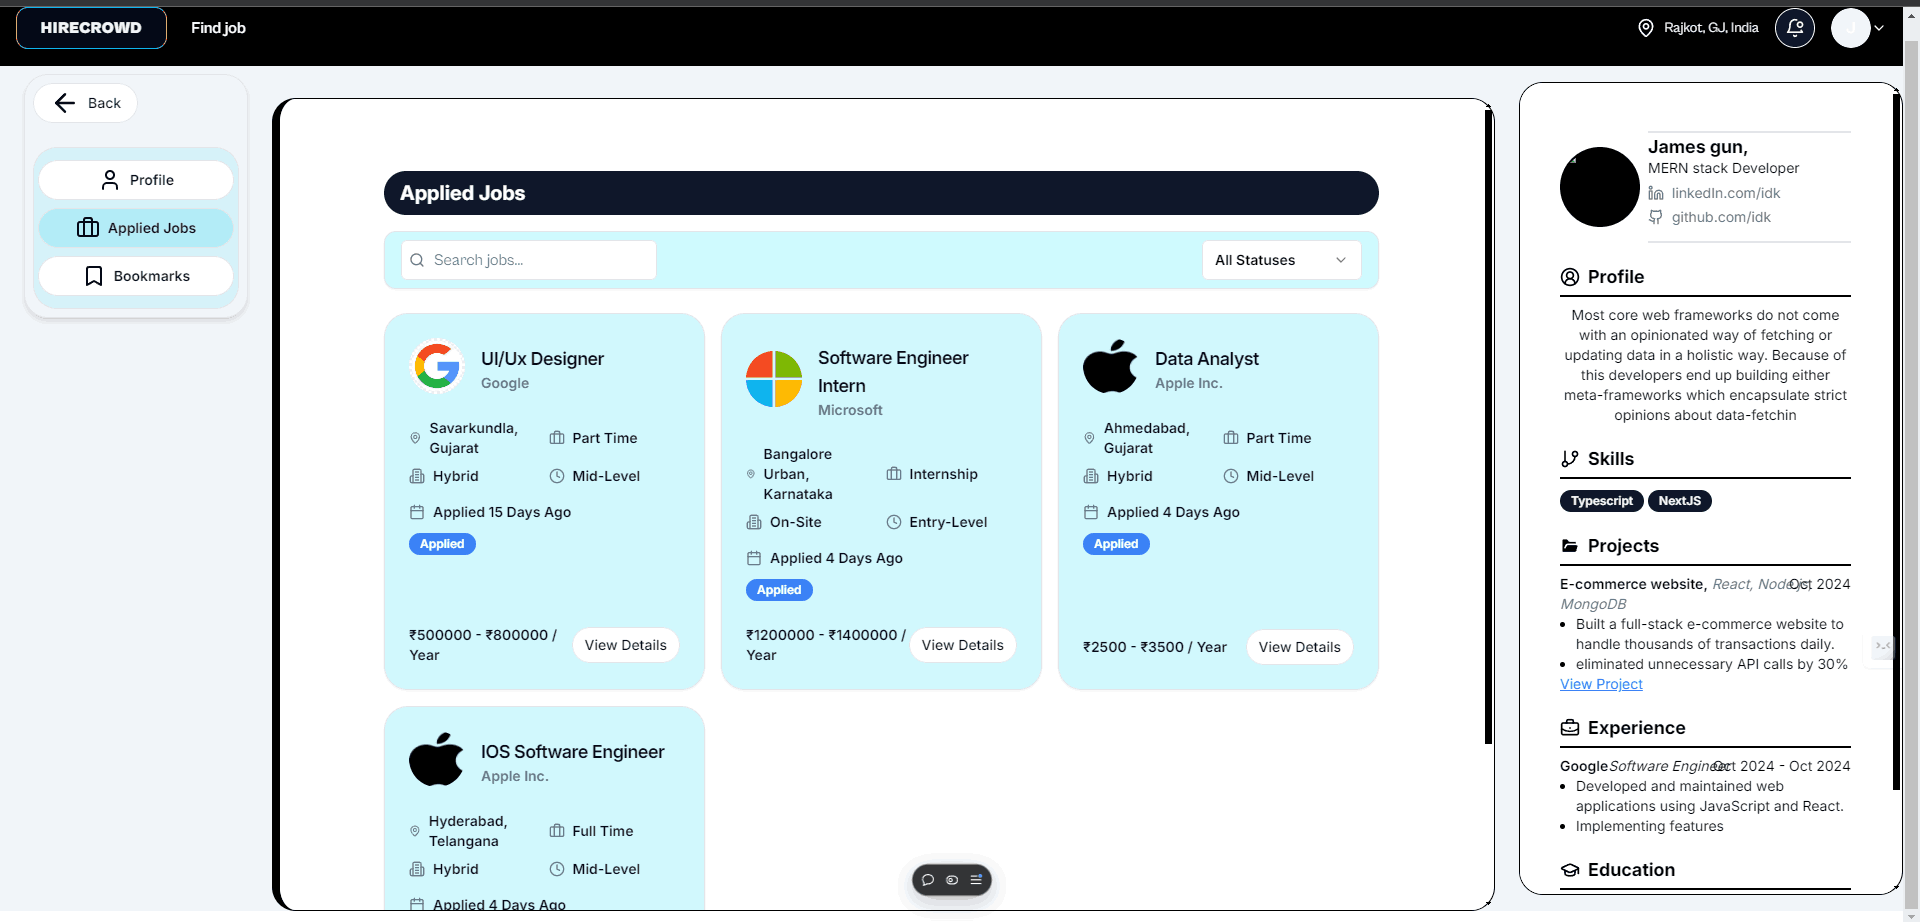 HIRECROWD
Find job
Rajkot, GJ, India
J
Back
Profile
Applied Jobs
Bookmarks
Applied Jobs
Search jobs...
All Statuses
UI/Ux Designer
Google
Savarkundla,
Gujarat
Part Time
Hybrid
Mid-Level
Applied 15 Days Ago
Applied
₹500000 - ₹800000 /
Year
View Details
Software Engineer
Intern
Microsoft
Bangalore
Urban,
Karnataka
Internship
On-Site
Entry-Level
Applied 4 Days Ago
Applied
₹1200000 - ₹1400000 /
Year
View Details
Data Analyst
Apple Inc.
Ahmedabad,
Gujarat
Part Time
Hybrid
Mid-Level
Applied 4 Days Ago
Applied
₹2500 - ₹3500 / Year
View Details
IOS Software Engineer
Apple Inc.
Hyderabad,
Telangana
Full Time
Hybrid
Mid-Level
Applied 4 Days Ago
James gun,
MERN stack Developer
linkedIn.com/idk
github.com/idk
Profile
Most core web frameworks do not come
with an opinionated way of fetching or
updating data in a holistic way. Because of
this developers end up building either
meta-frameworks which encapsulate strict
opinions about data-fetchin
Skills
Typescript NextJS
Projects
E-commerce website, React, Nodejs, Oct 2024
MongoDB
Built a full-stack e-commerce website to
handle thousands of transactions daily.
eliminated unnecessary API calls by 30%
View Project
Experience
Google Software Engineer Oct 2024 - Oct 2024
Developed and maintained web
applications using JavaScript and React.
Implementing features
Education